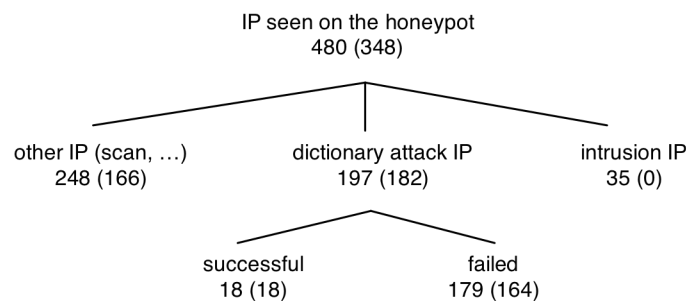 IP seen on the honeypot
480 (348)
other IP (scan, …)
248 (166)
dictionary attack IP
197 (182)
intrusion IP
35 (0)
successful
18 (18)
failed
179 (164)